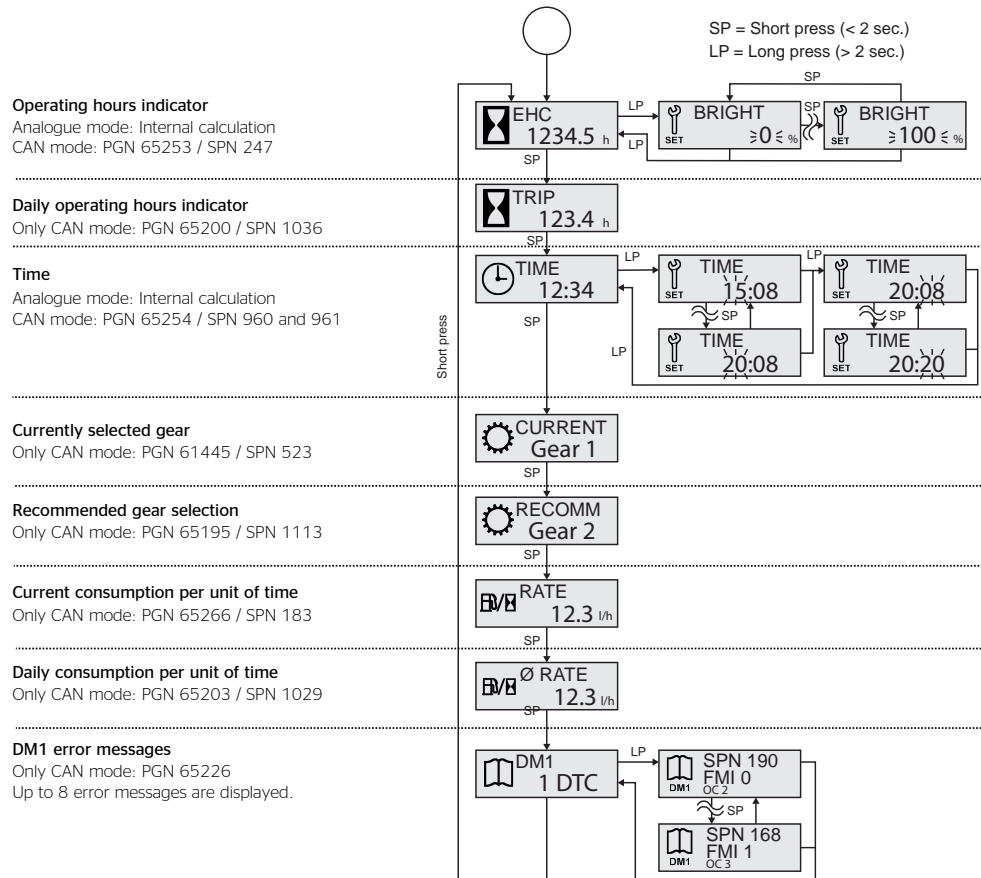 SP = Short press (< 2 sec.)
LP = Long press (> 2 sec.)
Operating hours indicator
Analogue mode: Internal calculation
CAN mode: PGN 65253 / SPN 247
EHC
1234.5 h
SP
LP
LP
SET
BRIGHT
0 %
SP
SP
SET
BRIGHT
100 %
Daily operating hours indicator
Only CAN mode: PGN 65200 / SPN 1036
TRIP
123.4 h
SP
Time
Analogue mode: Internal calculation
CAN mode: PGN 65254 / SPN 960 and 961
TIME
12:34
SP
LP
SET
TIME
15:08
SP
SET
TIME
20:08
LP
SET
TIME
20:08
SP
SET
TIME
20:20
LP
Short press
Currently selected gear
Only CAN mode: PGN 61445 / SPN 523
CURRENT
Gear 1
SP
Recommended gear selection
Only CAN mode: PGN 65195 / SPN 1113
RECOMM
Gear 2
SP
Current consumption per unit of time
Only CAN mode: PGN 65266 / SPN 183
RATE
12.3 l/h
SP
Daily consumption per unit of time
Only CAN mode: PGN 65203 / SPN 1029
Ø RATE
12.3 l/h
SP
DM1 error messages
Only CAN mode: PGN 65226
Up to 8 error messages are displayed.
DM1
1 DTC
LP
DM1
SPN 190
FMI 0
OC 2
SP
DM1
SPN 168
FMI 1
OC 3